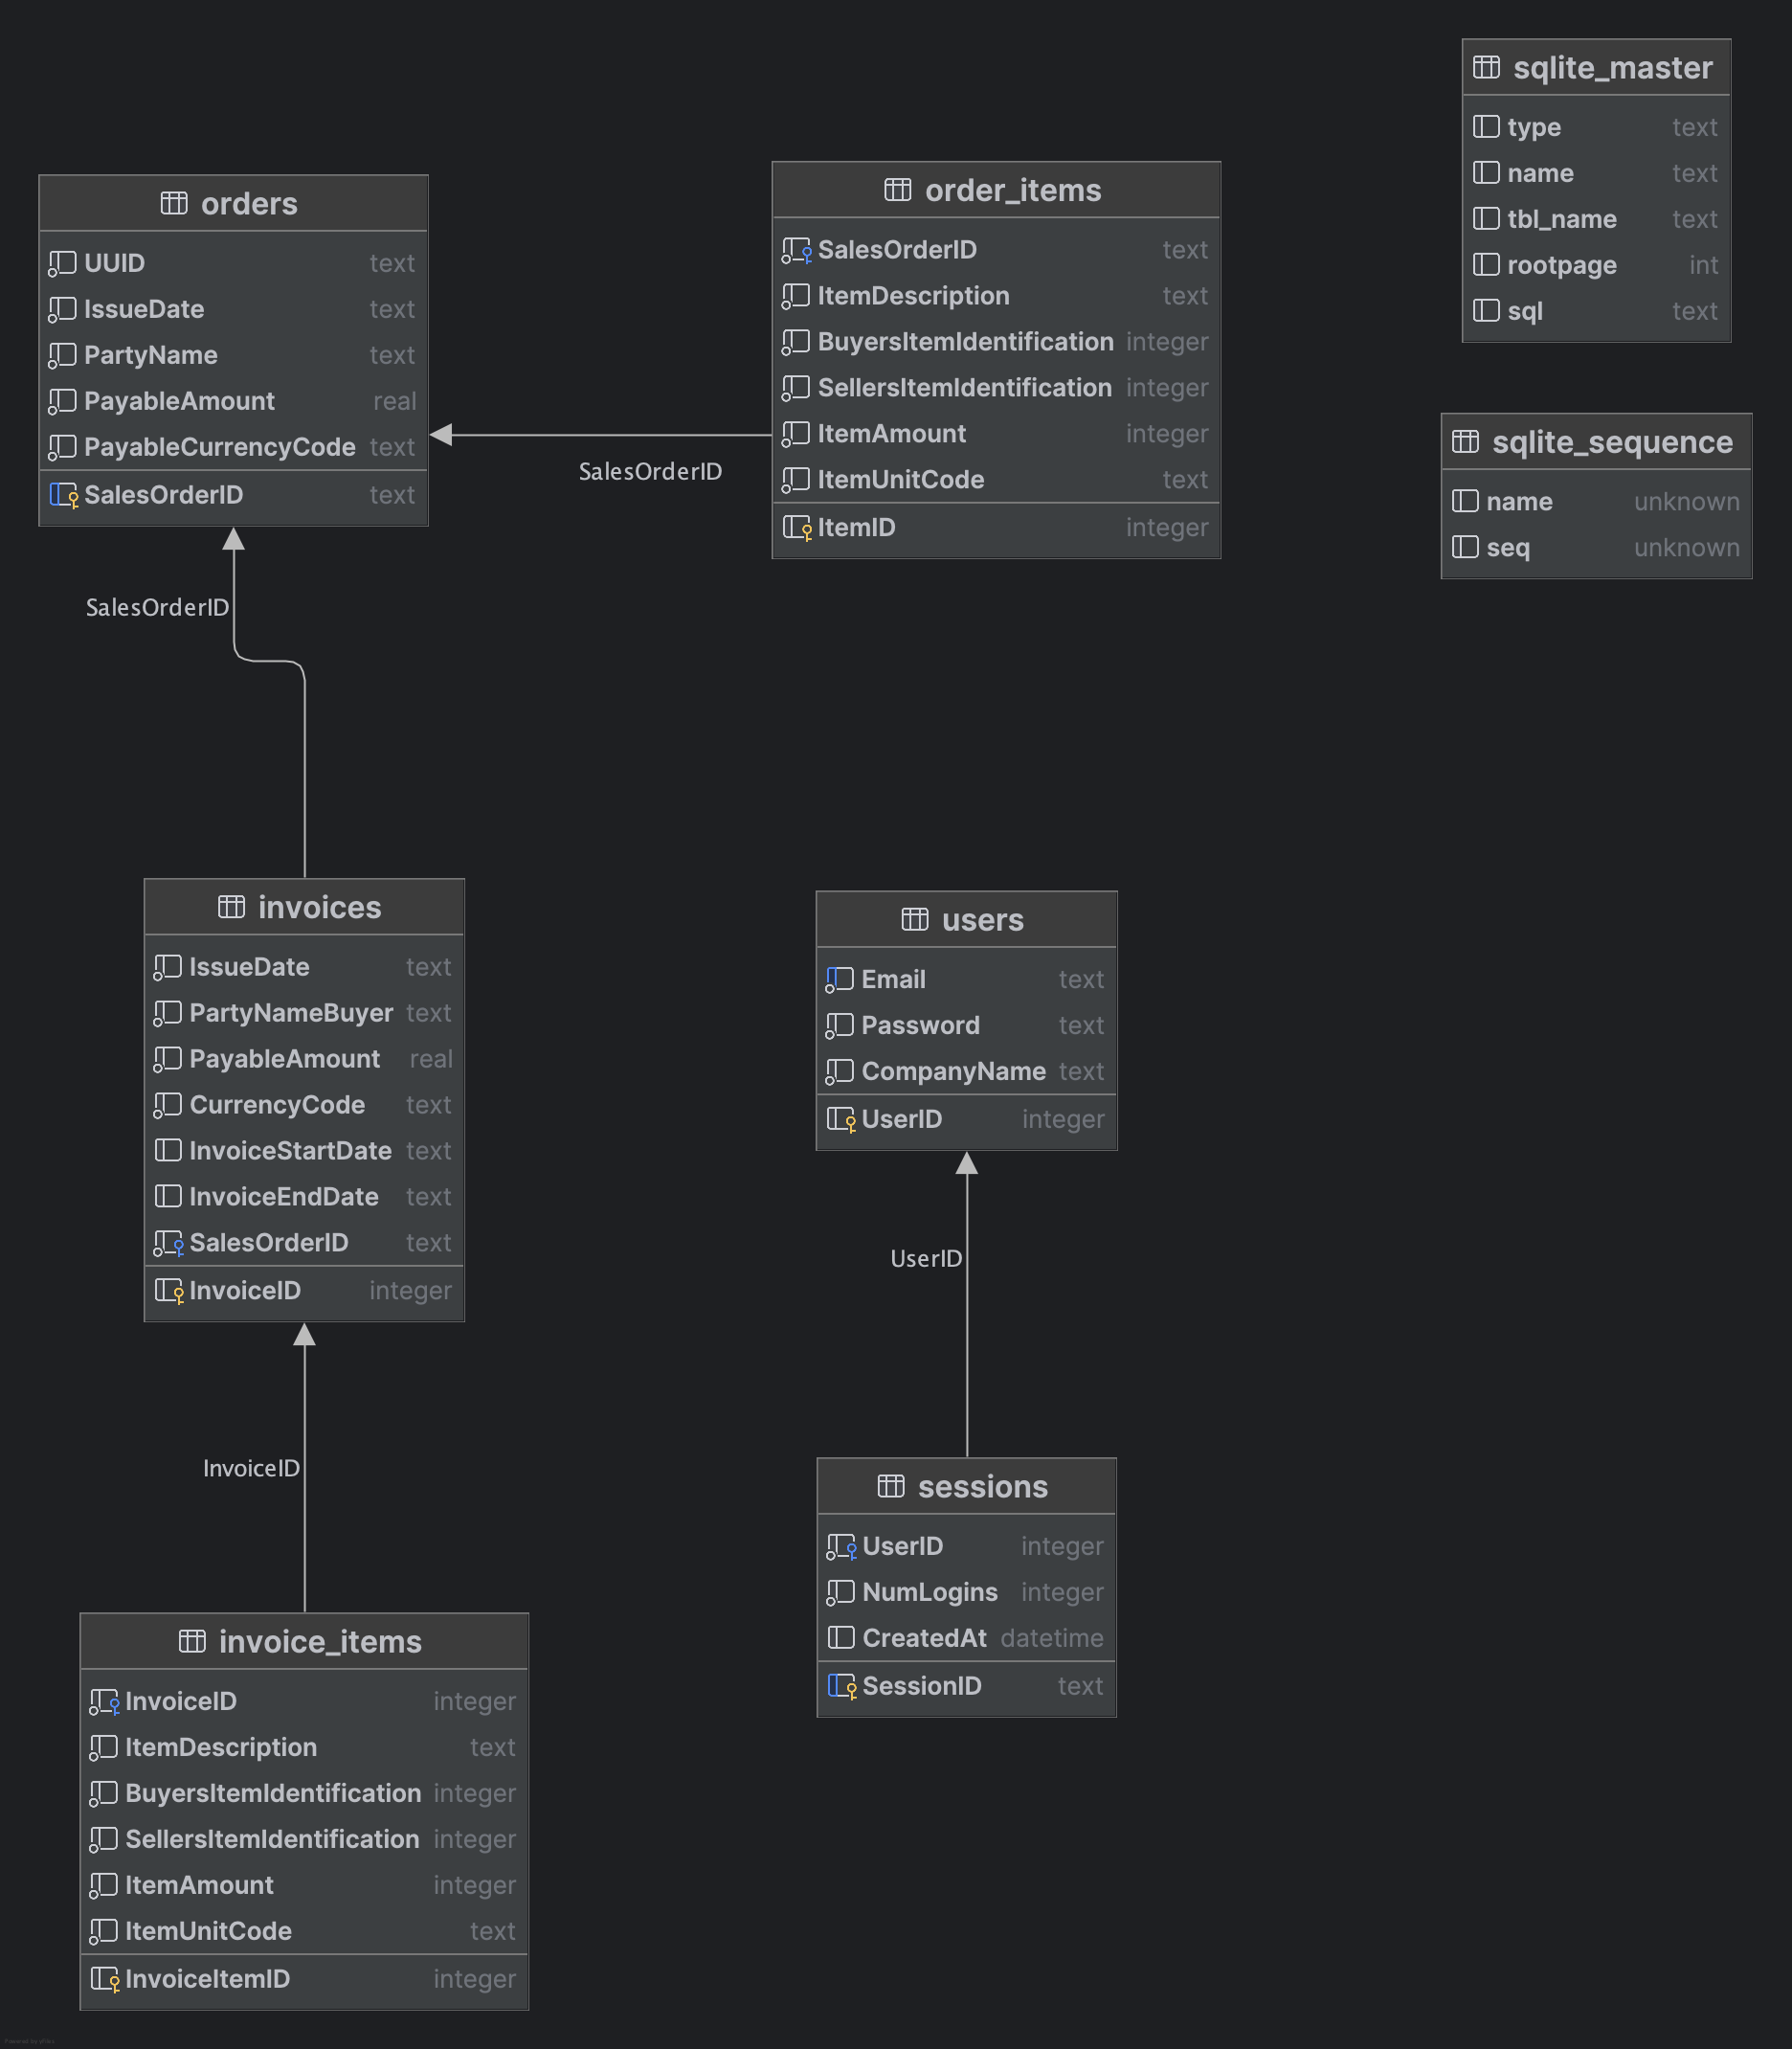 orders
UUID text
IssueDate text
PartyName text
PayableAmount real
PayableCurrencyCode text
SalesOrderID text
SalesOrderID
order_items
SalesOrderID text
ItemDescription text
BuyersItemIdentification integer
SellersItemIdentification integer
ItemAmount integer
ItemUnitCode text
ItemID integer
sqlite_master
type text
name text
tbl_name text
rootpage int
sql text
sqlite_sequence
name unknown
seq unknown
SalesOrderID
invoices
IssueDate text
PartyNameBuyer text
PayableAmount real
CurrencyCode text
InvoiceStartDate text
InvoiceEndDate text
SalesOrderID text
InvoiceID integer
InvoiceID
invoice_items
InvoiceID integer
ItemDescription text
BuyersItemIdentification integer
SellersItemIdentification integer
ItemAmount integer
ItemUnitCode text
InvoiceItemID integer
users
Email text
Password text
CompanyName text
UserID integer
UserID
sessions
UserID integer
NumLogins integer
CreatedAt datetime
SessionID text
Powered by yFiles